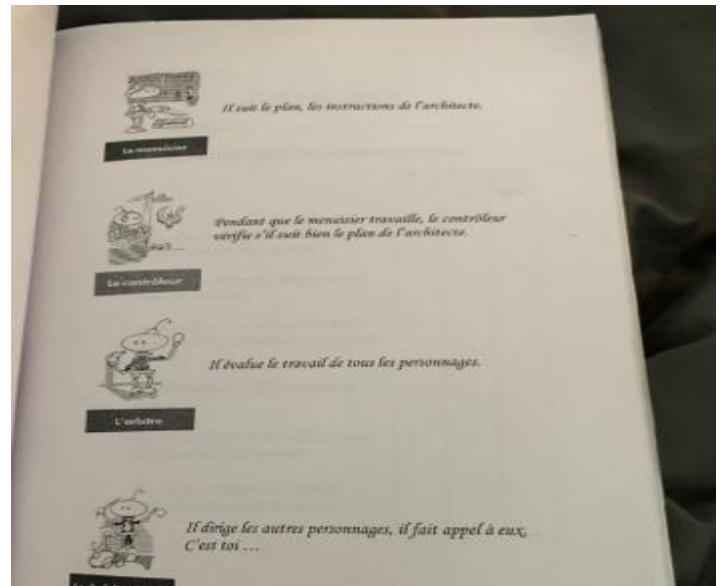 Il suit le plan, les instructions de l'architecte.
Le menuisier
Pendant que le menuisier travaille, le contrôleur
vérifie s'il suit bien le plan de l'architecte.
Le contrôleur
Il évalue le travail de tous les personnages.
L'arbitre
Il dirige les autres personnages, il fait appel à eux,
C'est toi ...